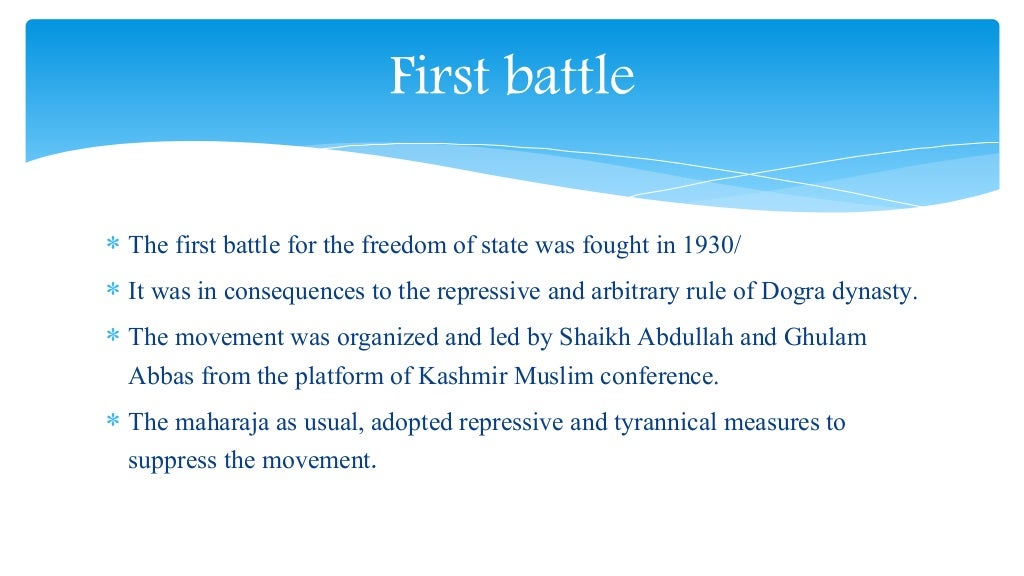 First battle
* The first battle for the freedom of state was fought in 1930/
* It was in consequences to the repressive and arbitrary rule of Dogra dynasty.
* The movement was organized and led by Shaikh Abdullah and Ghulam
Abbas from the platform of Kashmir Muslim conference.
* The maharaja as usual, adopted repressive and tyrannical measures to
suppress the movement.